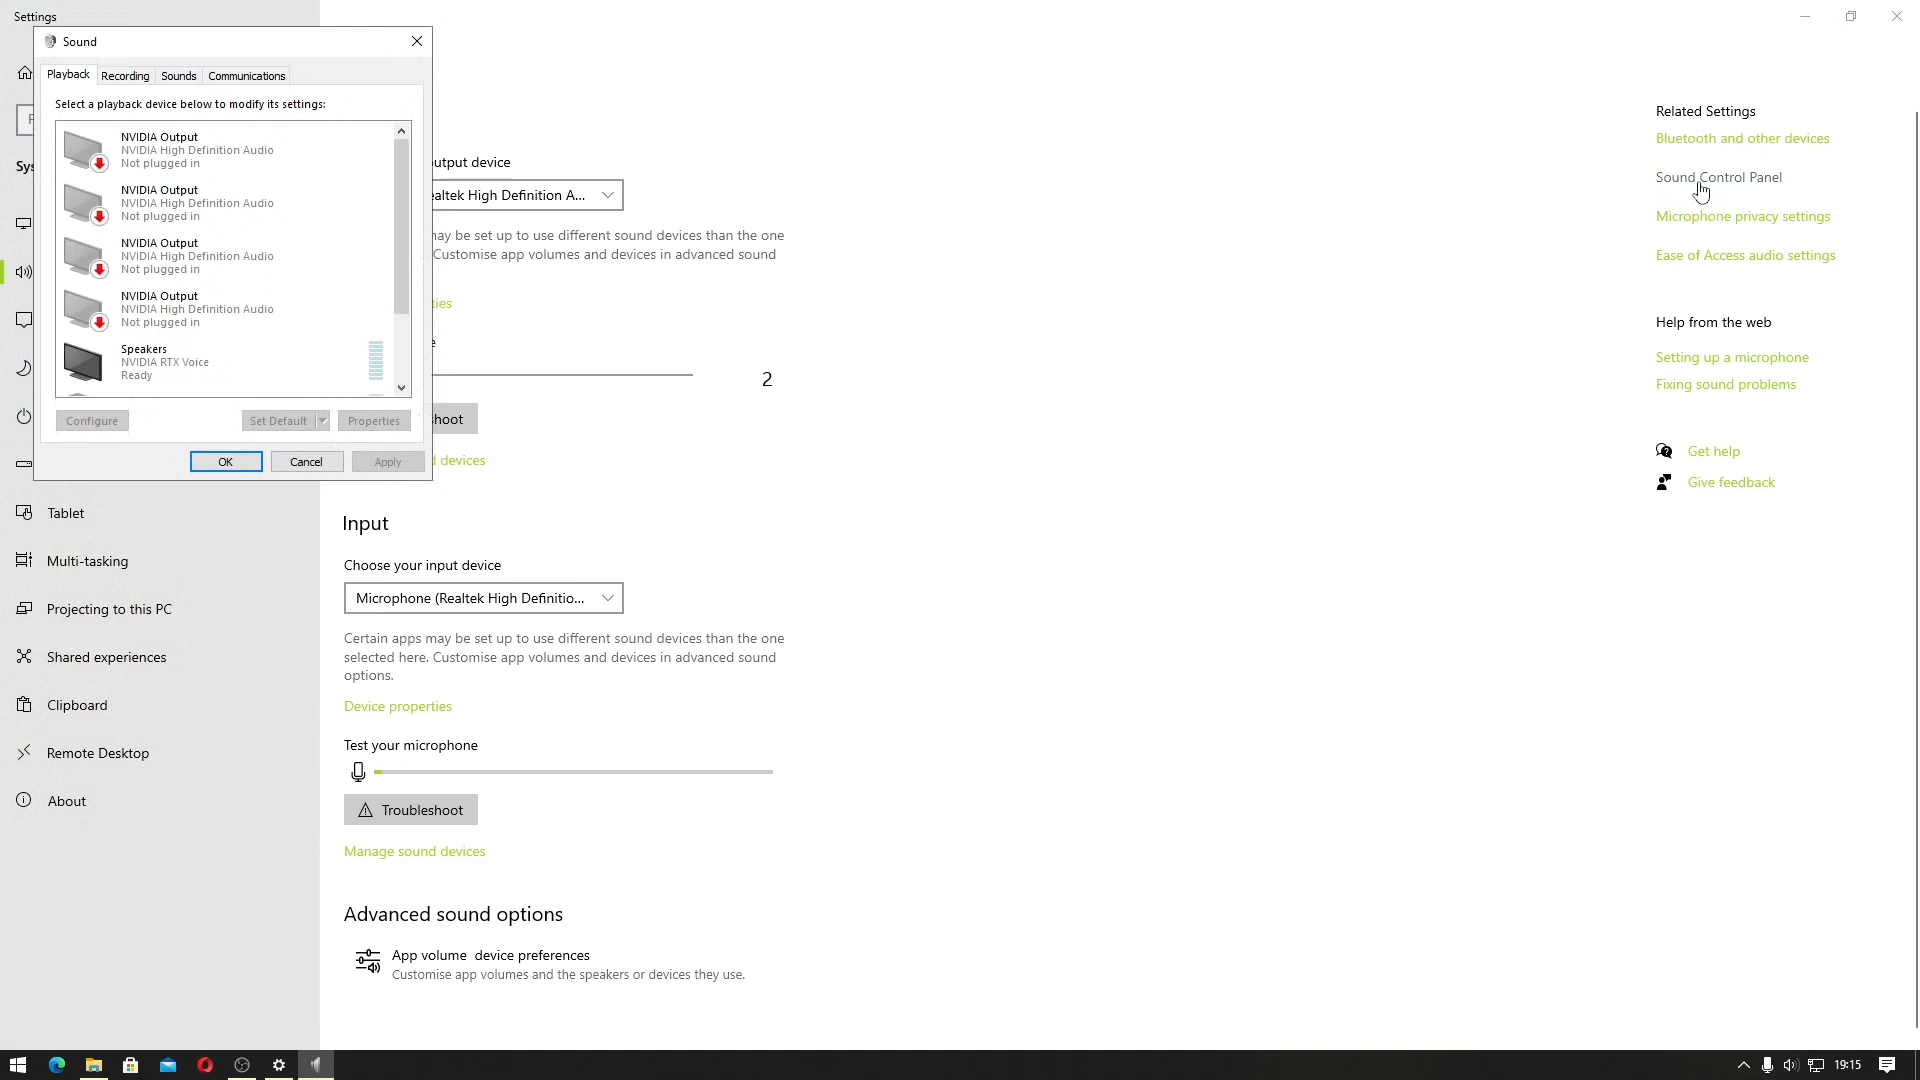 Settings
Sound
Playback
Recording
Sounds
Communications
Select a playback device below to modify its settings:
NVIDIA Output
NVIDIA High Definition Audio
Not plugged in
NVIDIA Output
NVIDIA High Definition Audio
Not plugged in
NVIDIA Output
NVIDIA High Definition Audio
Not plugged in
NVIDIA Output
NVIDIA High Definition Audio
Not plugged in
Speakers
NVIDIA RTX Voice
Ready
Configure
Set Default
Properties
OK
Cancel
Apply
Tablet
Multi-tasking
Projecting to this PC
Shared experiences
Clipboard
Remote Desktop
About
utput device
ealtek High Definition A...
may be set up to use different sound devices than the one
Customise app volumes and devices in advanced sound
ties
e
2
hoot
d devices
Input
Choose your input device
Microphone (Realtek High Definitio...
Certain apps may be set up to use different sound devices than the one
selected here. Customise app volumes and devices in advanced sound
options.
Device properties
Test your microphone
Troubleshoot
Manage sound devices
Advanced sound options
App volume  device preferences
Customise app volumes and the speakers or devices they use.
Related Settings
Bluetooth and other devices
Sound Control Panel
Microphone privacy settings
Ease of Access audio settings
Help from the web
Setting up a microphone
Fixing sound problems
Get help
Give feedback
19:15